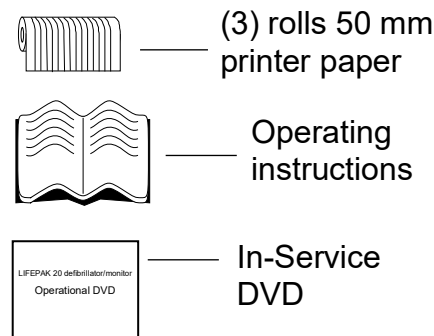 (3) rolls 50 mm
printer paper
Operating
instructions
LIFEPAK 20 defibrillator/monitor
Operational DVD
In-Service
DVD